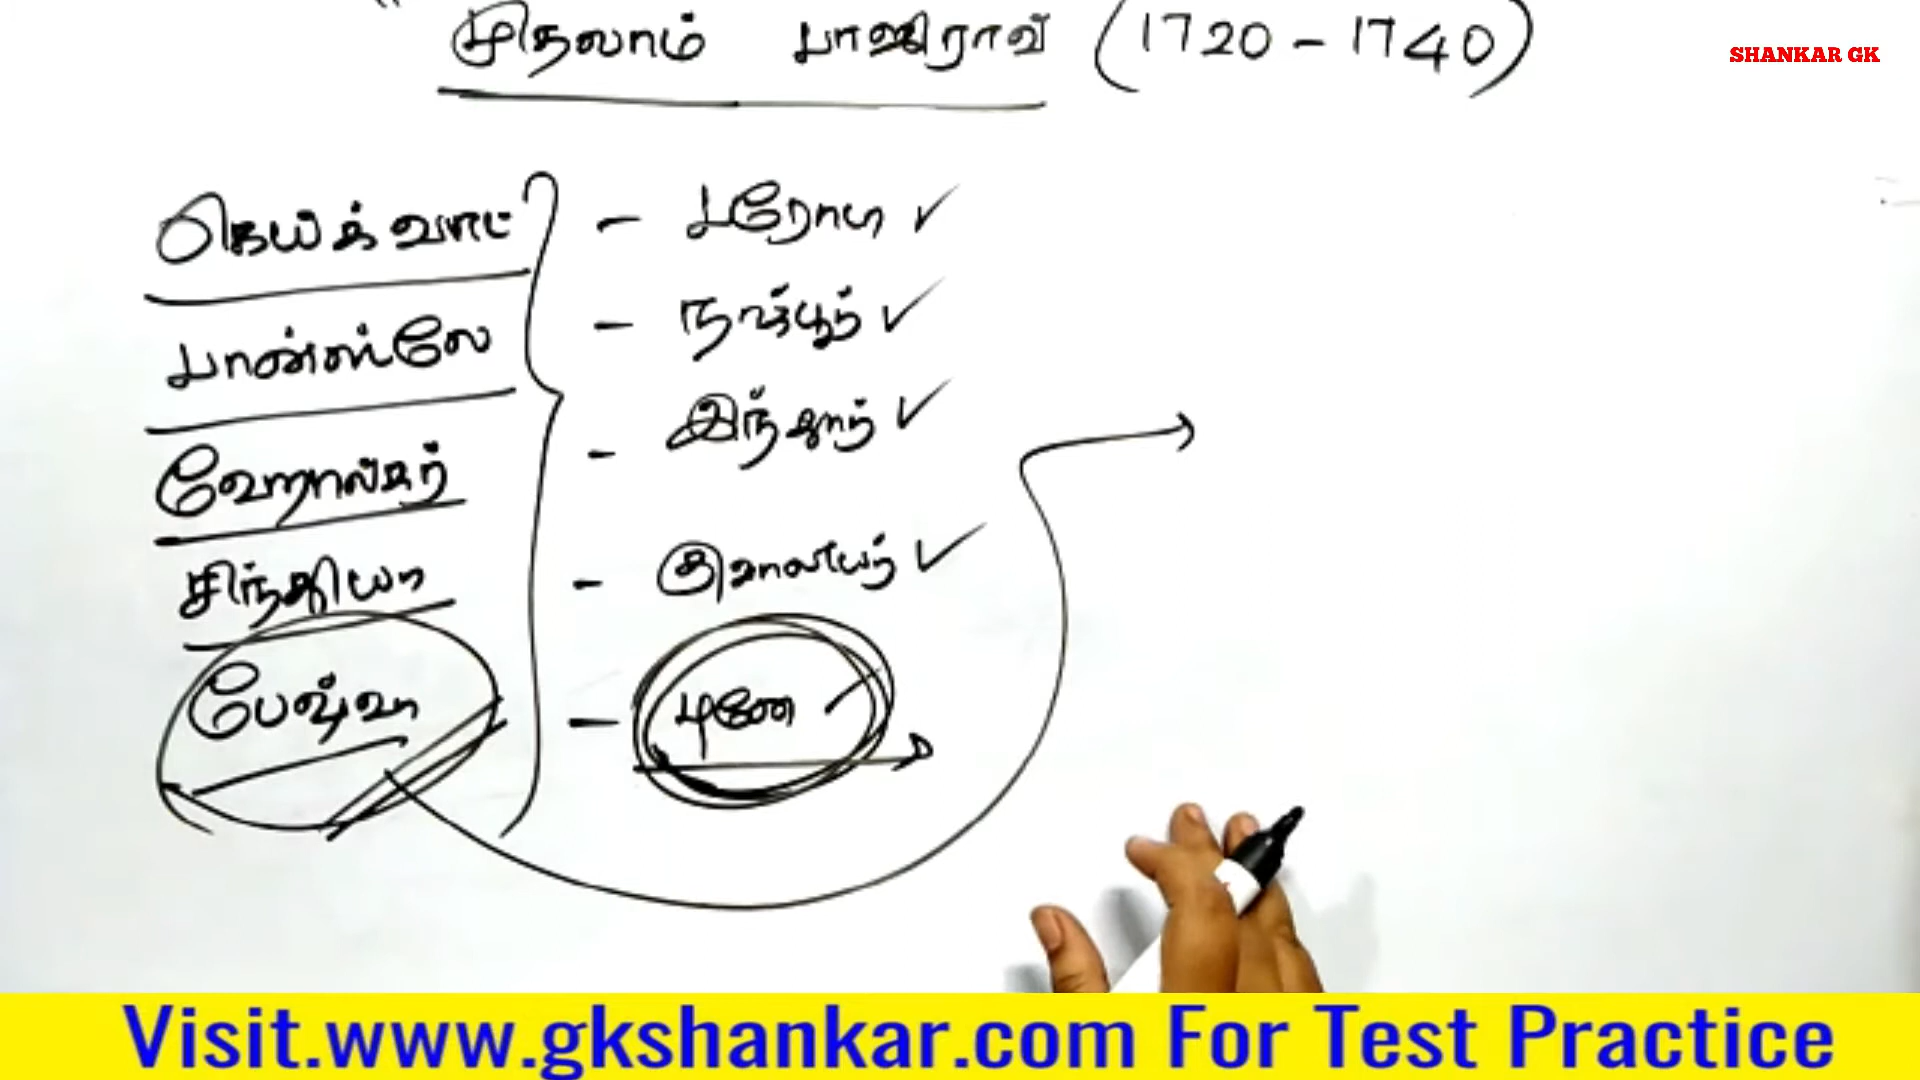 முதலாம் பாஜிராவ் (1720 - 1740)
SHANKAR GK
கெய்க்வாட் - பரோடா ✓
பான்ஸ்லே - நாக்பூர் ✓
ஹோல்கர் - இந்தூர் ✓
சிந்தியா - குவாலியர் ✓
பேஷ்வா - புனே
Visit.www.gkshankar.com For Test Practice